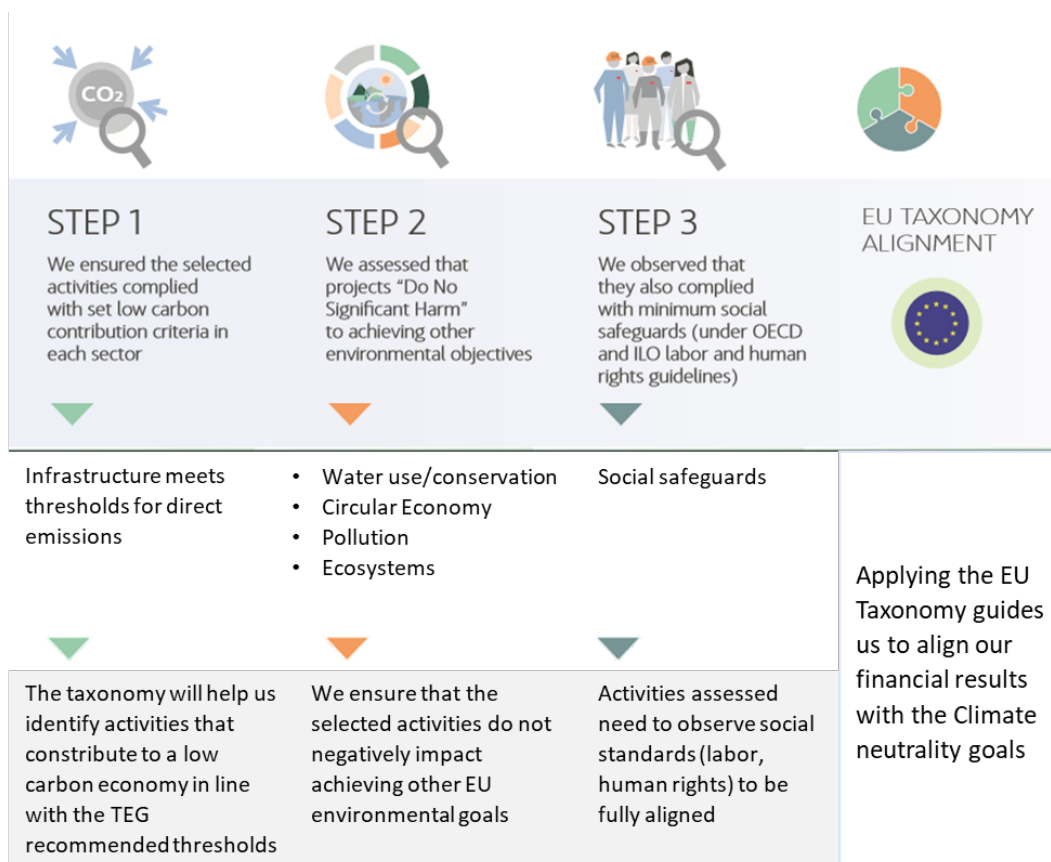 CO₂
STEP 1
We ensured the selected
activities complied
with set low carbon
contribution criteria in
each sector
STEP 2
We assessed that
projects “Do No
Significant Harm”
to achieving other
environmental objectives
STEP 3
We observed that
they also complied
with minimum social
safeguards (under OECD
and ILO labor and human
rights guidelines)
EU TAXONOMY
ALIGNMENT
Infrastructure meets
thresholds for direct
emissions
• Water use/conservation
• Circular Economy
• Pollution
• Ecosystems
Social safeguards
The taxonomy will help us
identify activities that
constribute to a low
carbon economy in line
with the TEG
recommended thresholds
We ensure that the
selected activities do not
negatively impact
achieving other EU
environmental goals
Activities assessed
need to observe social
standards (labor,
human rights) to be
fully aligned
Applying the EU
Taxonomy guides
us to align our
financial results
with the Climate
neutrality goals